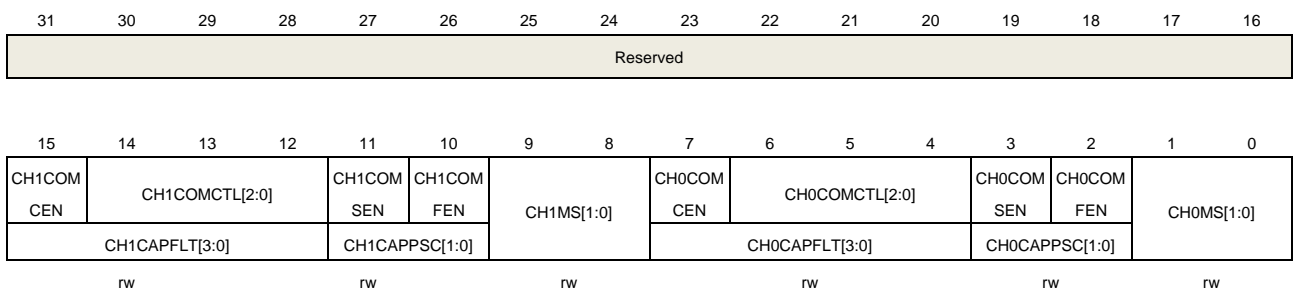 31 30 29 28 27 26 25 24 23 22 21 20 19 18 17 16
Reserved
15 14 13 12 11 10 9 8 7 6 5 4 3 2 1 0
CH1COM CEN CH1COMCTL[2:0] CH1COM SEN CH1COM FEN CH1MS[1:0] CH0COM CEN CH0COMCTL[2:0] CH0COM SEN CH0COM FEN CH0MS[1:0]
CH1CAPFLT[3:0] CH1CAPPSC[1:0] CH0CAPFLT[3:0] CH0CAPPSC[1:0]
rw rw rw rw rw rw